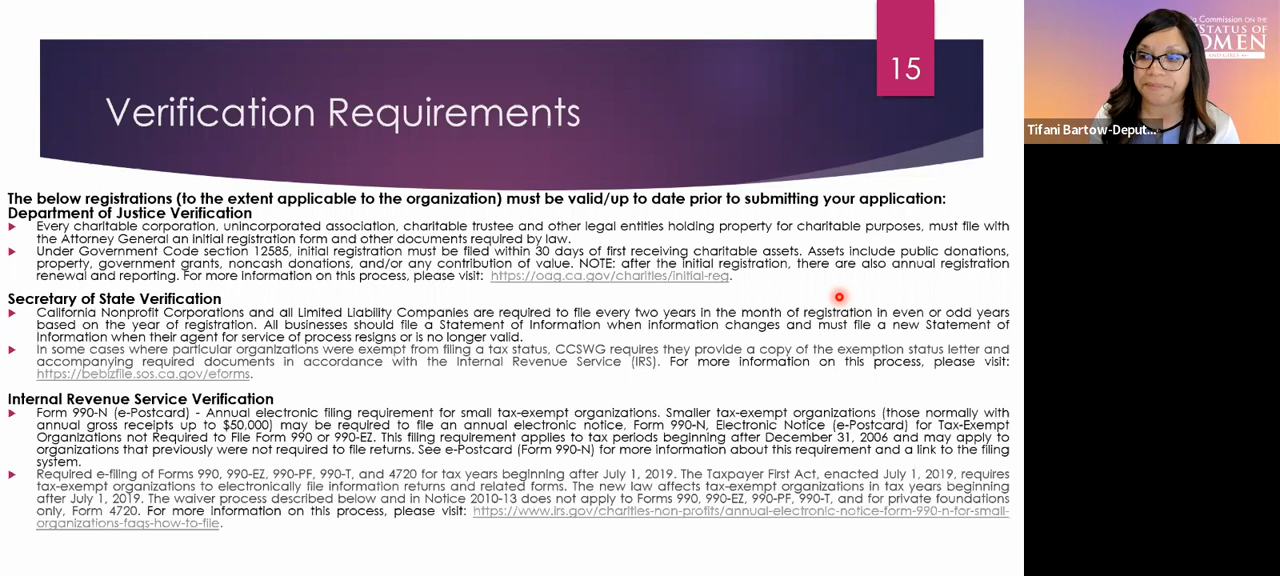 15
Verification Requirements
The below registrations (to the extent applicable to the organization) must be valid/up to date prior to submitting your application:
Department of Justice Verification
Every charitable corporation, unincorporated association, charitable trustee and other legal entities holding property for charitable purposes, must file with
the Attorney General an initial registration form and other documents required by law.
Under Government Code section 12585, initial registration must be filed within 30 days of first receiving charitable assets. Assets include public donations,
property, government grants, noncash donations, and/or any contribution of value. NOTE: after the initial registration, there are also annual registration
renewal and reporting. For more information on this process, please visit: https://oag.ca.gov/charities/initial-reg.
Secretary of State Verification
California Nonprofit Corporations and all Limited Liability Companies are required to file every two years in the month of registration in even or odd years
based on the year of registration. All businesses should file a Statement of Information when information changes and must file a new Statement of
Information when their agent for service of process resigns or is no longer valid.
In some cases where particular organizations were exempt from filing a tax status, CCSWG requires they provide a copy of the exemption status letter and
accompanying required documents in accordance with the Internal Revenue Service (IRS). For more information on this process, please visit:
https://bebizfile.sos.ca.gov/eforms.
Internal Revenue Service Verification
Form 990-N (e-Postcard) - Annual electronic filing requirement for small tax-exempt organizations. Smaller tax-exempt organizations (those normally with
annual gross receipts up to $50,000) may be required to file an annual electronic notice, Form 990-N, Electronic Notice (e-Postcard) for Tax-Exempt
Organizations not Required to File Form 990 or 990-EZ. This filing requirement applies to tax periods beginning after December 31, 2006 and may apply to
organizations that previously were not required to file returns. See e-Postcard (Form 990-N) for more information about this requirement and a link to the filing
system.
Required e-filing of Forms 990, 990-EZ, 990-PF, 990-T, and 4720 for tax years beginning after July 1, 2019. The Taxpayer First Act, enacted July 1, 2019, requires
tax-exempt organizations to electronically file information returns and related forms. The new law affects tax-exempt organizations in tax years beginning
after July 1, 2019. The waiver process described below and in Notice 2010-13 does not apply to Forms 990, 990-EZ, 990-PF, 990-T, and for private foundations
only, Form 4720. For more information on this process, please visit: https://www.irs.gov/charities-non-profits/annual-electronic-notice-form-990-n-for-small-
organizations-faqs-how-to-file.
Commission ON THE
STATUS OF
OMEN
AND GIRLS
Tifani Bartow-Deput...